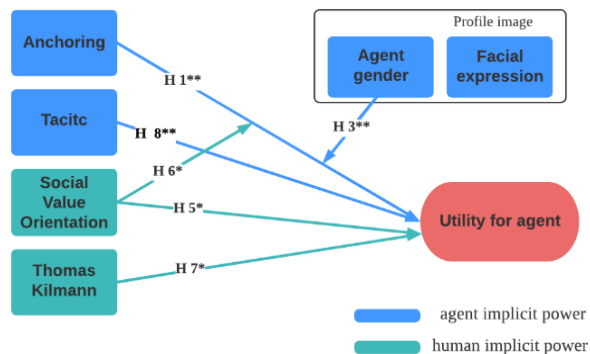 Profile image
Anchoring
Agent
gender
Facial
expression
H 1**
H 3**
Tacitc
H 8**
H 6*
Social
Value
Orientation
H 5*
Utility for agent
Thomas
Kilmann
H 7*
agent implicit power
human implicit power